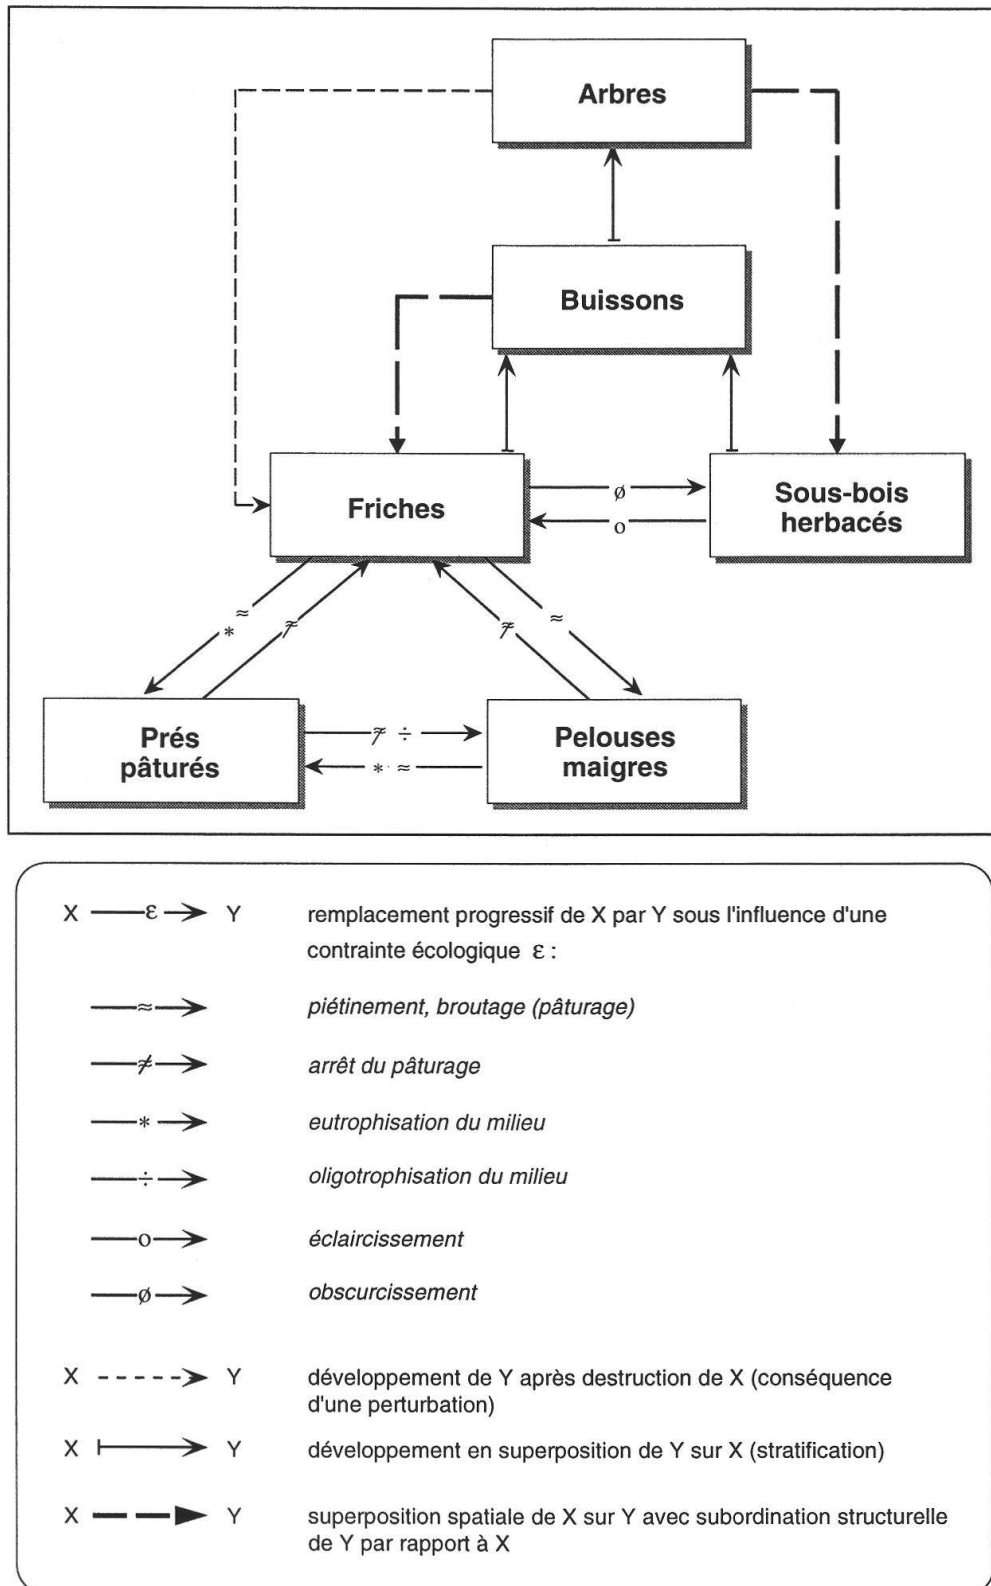 Arbres
Buissons
Friches
Sous-bois
herbacés
ø
o
≈
*
≉
≉
≈
Prés
pâturés
Pelouses
maigres
≉ ÷
* ≈
X ε Y remplacement progressif de X par Y sous l'influence d'une
contrainte écologique ε :
≈ piétinement, broutage (pâturage)
≉ arrêt du pâturage
* eutrophisation du milieu
÷ oligotrophisation du milieu
o éclaircissement
ø obscurcissement
X Y développement de Y après destruction de X (conséquence
d'une perturbation)
X Y développement en superposition de Y sur X (stratification)
X Y superposition spatiale de X sur Y avec subordination structurelle
de Y par rapport à X